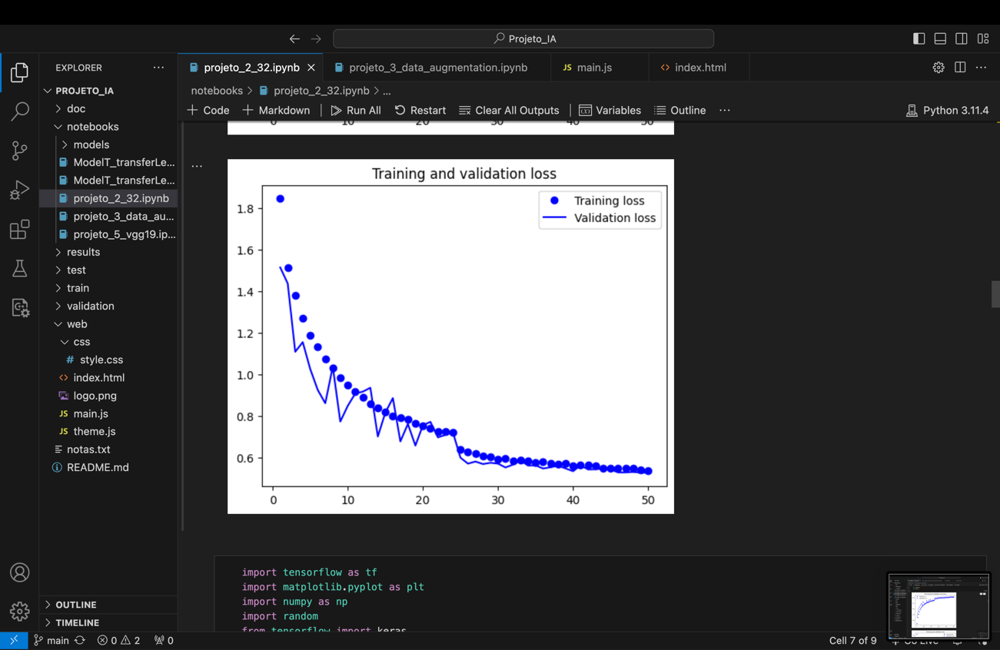 Projeto_IA
EXPLORER
projeto_2_32.ipynb
projeto_3_data_augmentation.ipynb
JS main.js
<> index.html
PROJETO_IA
doc
notebooks
models
ModelT_transferLe...
ModelT_transferLe...
projeto_2_32.ipynb
projeto_3_data_au...
projeto_5_vgg19.ip...
results
test
train
validation
web
css
# style.css
<> index.html
logo.png
JS main.js
JS theme.js
notas.txt
README.md
OUTLINE
TIMELINE
notebooks > projeto_2_32.ipynb > ...
+ Code + Markdown Run All Restart Clear All Outputs Variables Outline ... Python 3.11.4
0 10 20 30 40 50
Training and validation loss
Training loss
Validation loss
1.8
1.6
1.4
1.2
1.0
0.8
0.6
0 10 20 30 40 50
import tensorflow as tf
import matplotlib.pyplot as plt
import numpy as np
import random
from tensorflow import keras
main 0 2 0
Cell 7 of 9
Go Live